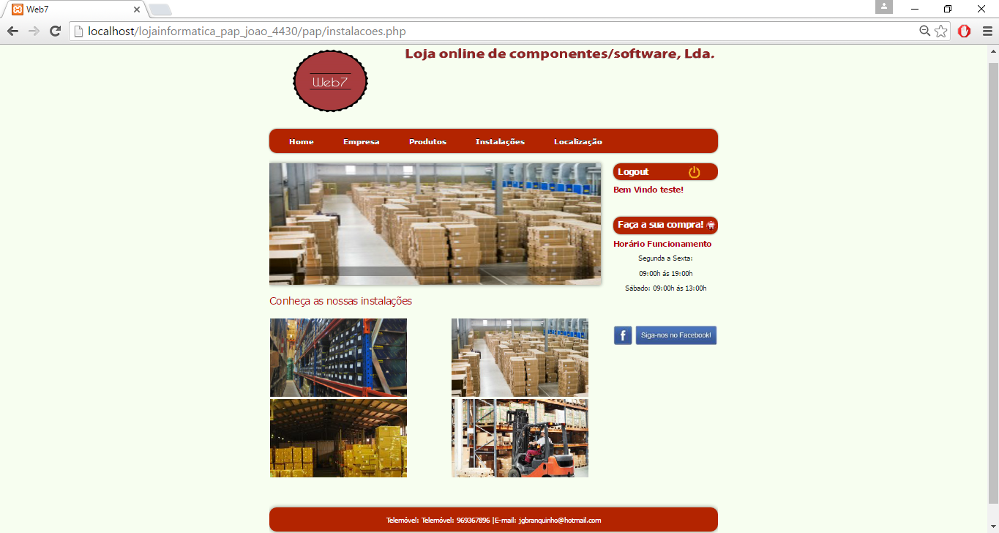 Web7
localhost/lojainformatica_pap_joao_4430/pap/instalacoes.php
Loja online de componentes/software, Lda.
Web7
Home Empresa Produtos Instalações Localização
Logout
Bem Vindo teste!
Faça a sua compra!
Horário Funcionamento
Segunda a Sexta:
09:00h ás 19:00h
Sábado: 09:00h ás 13:00h
Conheça as nossas instalações
f Siga-nos no Facebook!
Telemóvel: Telemóvel: 969367896 |E-mail: jgbranquinho@hotmail.com